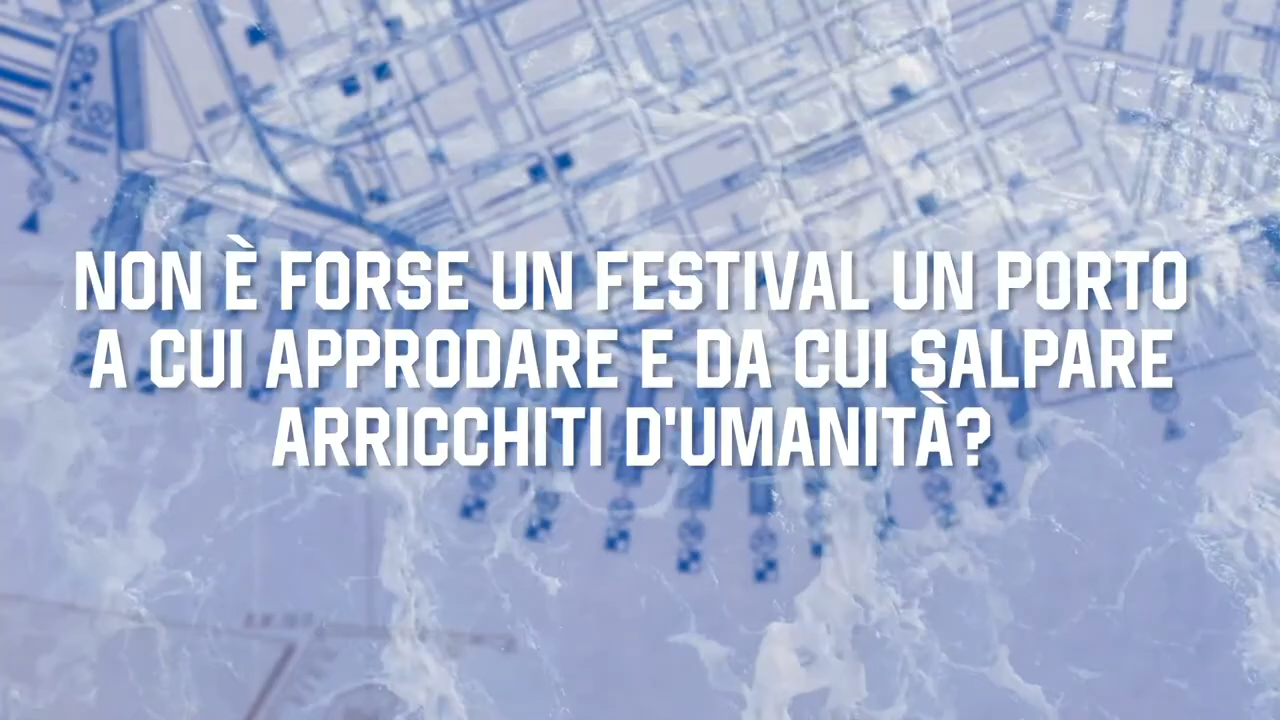 NON È FORSE UN FESTIVAL UN PORTO
A CUI APPRODARE E DA CUI SALPARE
ARRICCHITI D'UMANITÀ?